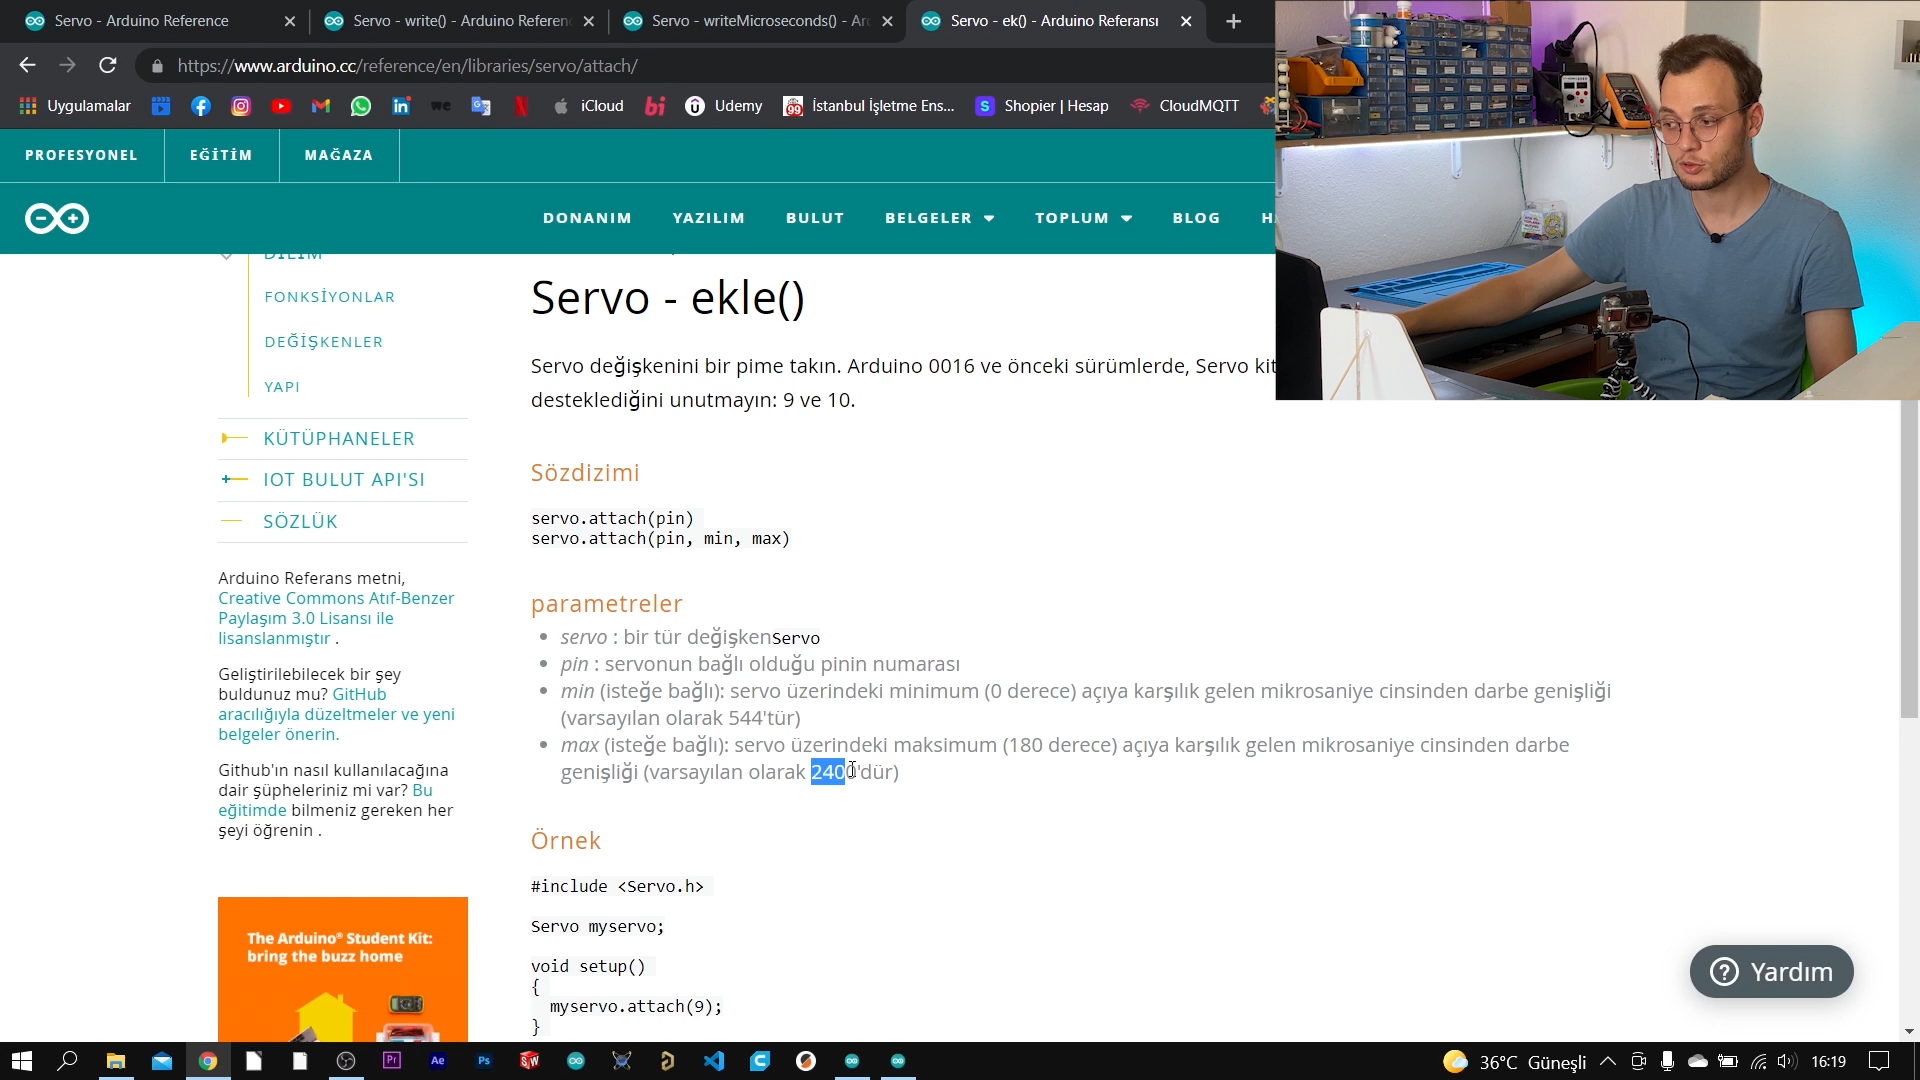 Servo - Arduino Reference
Servo - write() - Arduino Referen
Servo - writeMicroseconds() - Ar
Servo - ek() - Arduino Referansı
https://www.arduino.cc/reference/en/libraries/servo/attach/
Uygulamalar
we
iCloud
bi
Udemy
99
İstanbul İşletme Ens...
S
Shopier | Hesap
CloudMQTT
PROFESYONEL
EĞİTİM
MAĞAZA
DONANIM
YAZILIM
BULUT
BELGELER
TOPLUM
BLOG
DİLİM
FONKSİYONLAR
DEĞİŞKENLER
YAPI
KÜTÜPHANELER
IOT BULUT API'SI
SÖZLÜK
Arduino Referans metni,
Creative Commons Atıf-Benzer
Paylaşım 3.0 Lisansı ile
lisanslanmıştır .
Geliştirilebilecek bir şey
buldunuz mu? GitHub
aracılığıyla düzeltmeler ve yeni
belgeler önerin.
Github'ın nasıl kullanılacağına
dair şüpheleriniz mi var? Bu
eğitimde bilmeniz gereken her
şeyi öğrenin .
The Arduino® Student Kit:
bring the buzz home
Servo - ekle()
Servo değişkenini bir pime takın. Arduino 0016 ve önceki sürümlerde, Servo kit
desteklediğini unutmayın: 9 ve 10.
Sözdizimi
servo.attach(pin)
servo.attach(pin, min, max)
parametreler
servo : bir tür değişkenServo
pin : servonun bağlı olduğu pinin numarası
min (isteğe bağlı): servo üzerindeki minimum (0 derece) açıya karşılık gelen mikrosaniye cinsinden darbe genişliği
(varsayılan olarak 544'tür)
max (isteğe bağlı): servo üzerindeki maksimum (180 derece) açıya karşılık gelen mikrosaniye cinsinden darbe
genişliği (varsayılan olarak 2400'dür)
Örnek
#include <Servo.h>
Servo myservo;
void setup()
{
myservo.attach(9);
}
? Yardım
Pr
Ae
Ps
SW
36°C Güneşli
16:19